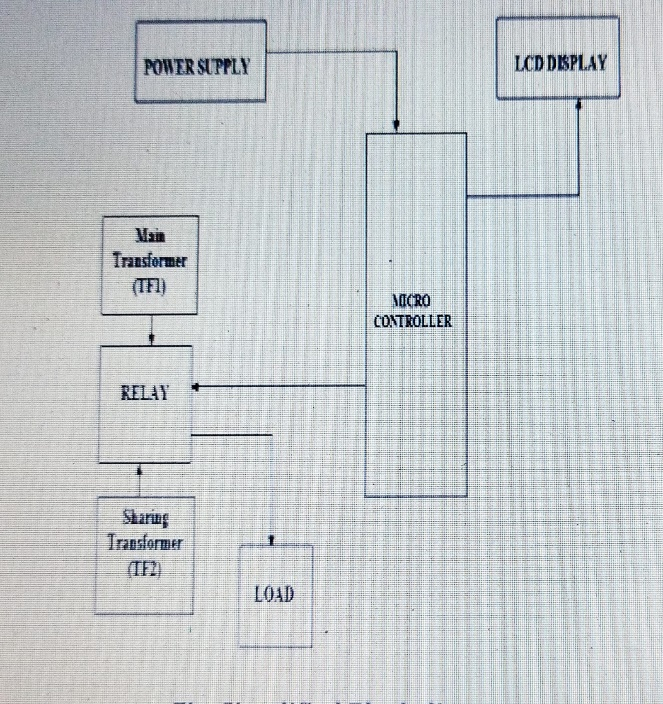 POWER SUPPLY
LCD DISPLAY
Main
Transformer
(TF1)
MICRO
CONTROLLER
RELAY
Sharing
Transformer
(TF2)
LOAD